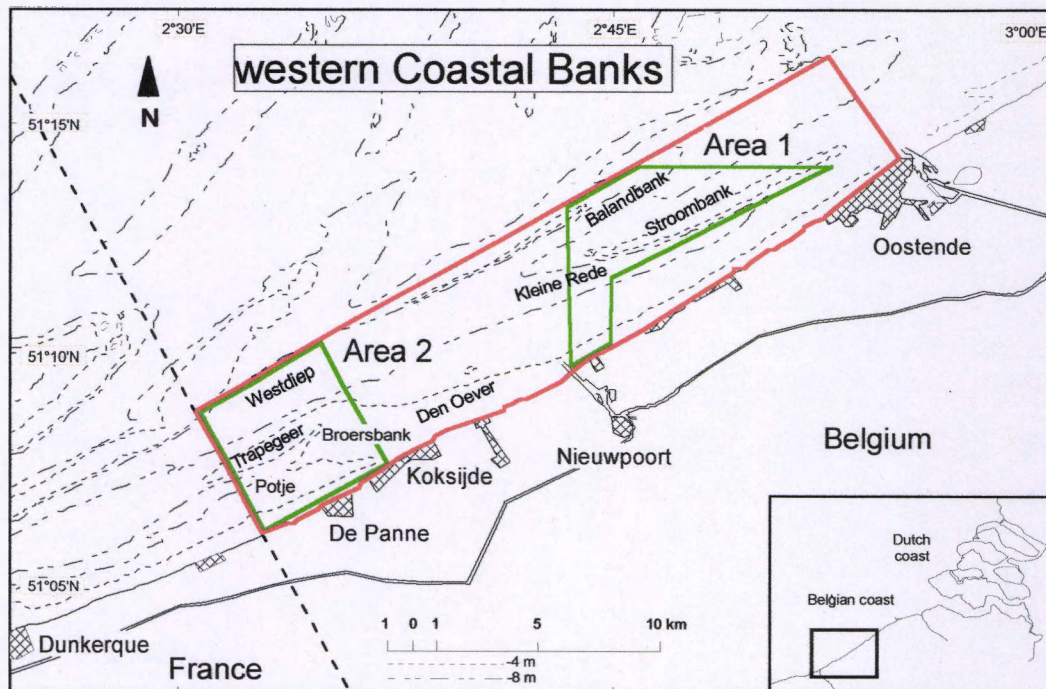 2°30'E
2°45'E
3°00'E
western Coastal Banks
N
51°15'N
Area 1
Balandbank
Stroombank
Oostende
Kleine Rede
51°10'N
Area 2
Westdiep
Den Oever
Trapegeer
Broersbank
Belgium
Nieuwpoort
Koksijde
Potje
De Panne
Dutch
coast
51°05'N
Belgian coast
1 0 1 5 10 km
Dunkerque
-4 m
-8 m
France